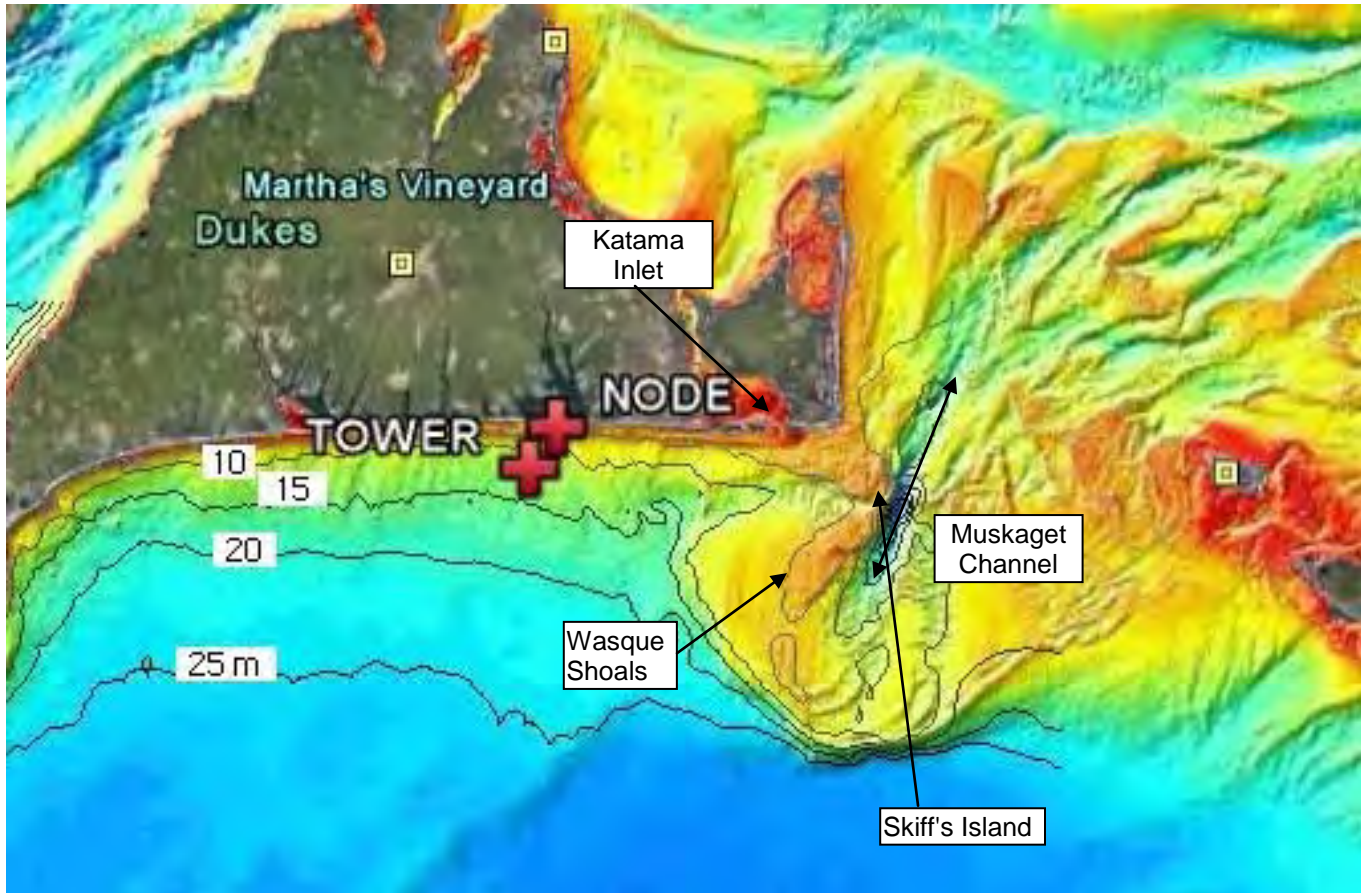 Martha's Vineyard
Dukes
Katama
Inlet
NODE
TOWER
10
15
20
25 m
Muskaget
Channel
Wasque
Shoals
Skiff's Island